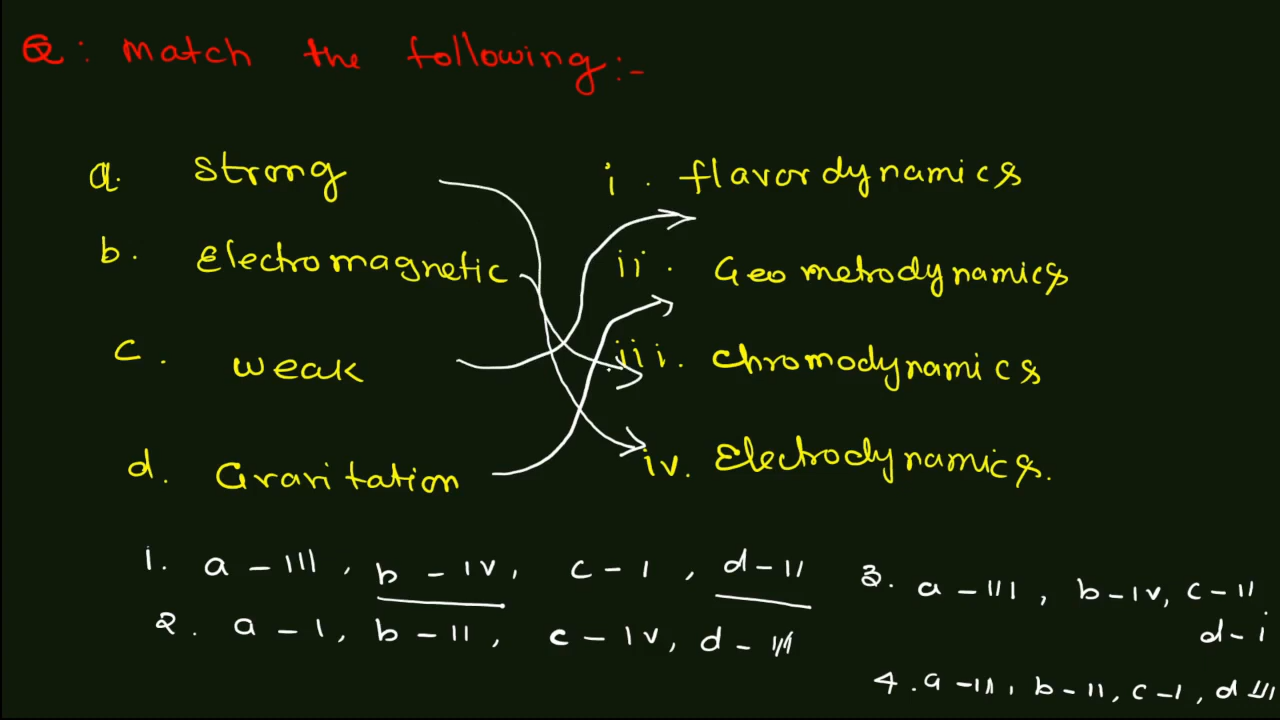 Q: Match the following:-
a. Strong i. flavordynamics
b. Electromagnetic ii. Geometrodynamics
c. weak iii. chromodynamics
d. Gravitation iv. Electrodynamics.
1. a-III, b-IV, c-I, d-II
2. a-I, b-II, c-IV, d-III
3. a-III, b-IV, c-II
d-i
4. a-III, b-II, c-I, d III